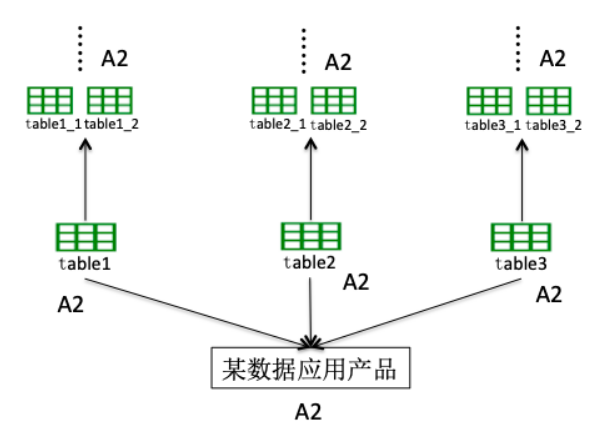 A2 A2 A2
table1_1 table1_2 table2_1 table2_2 table3_1 table3_2
table1 table2 table3
A2 A2 A2
某数据应用产品
A2